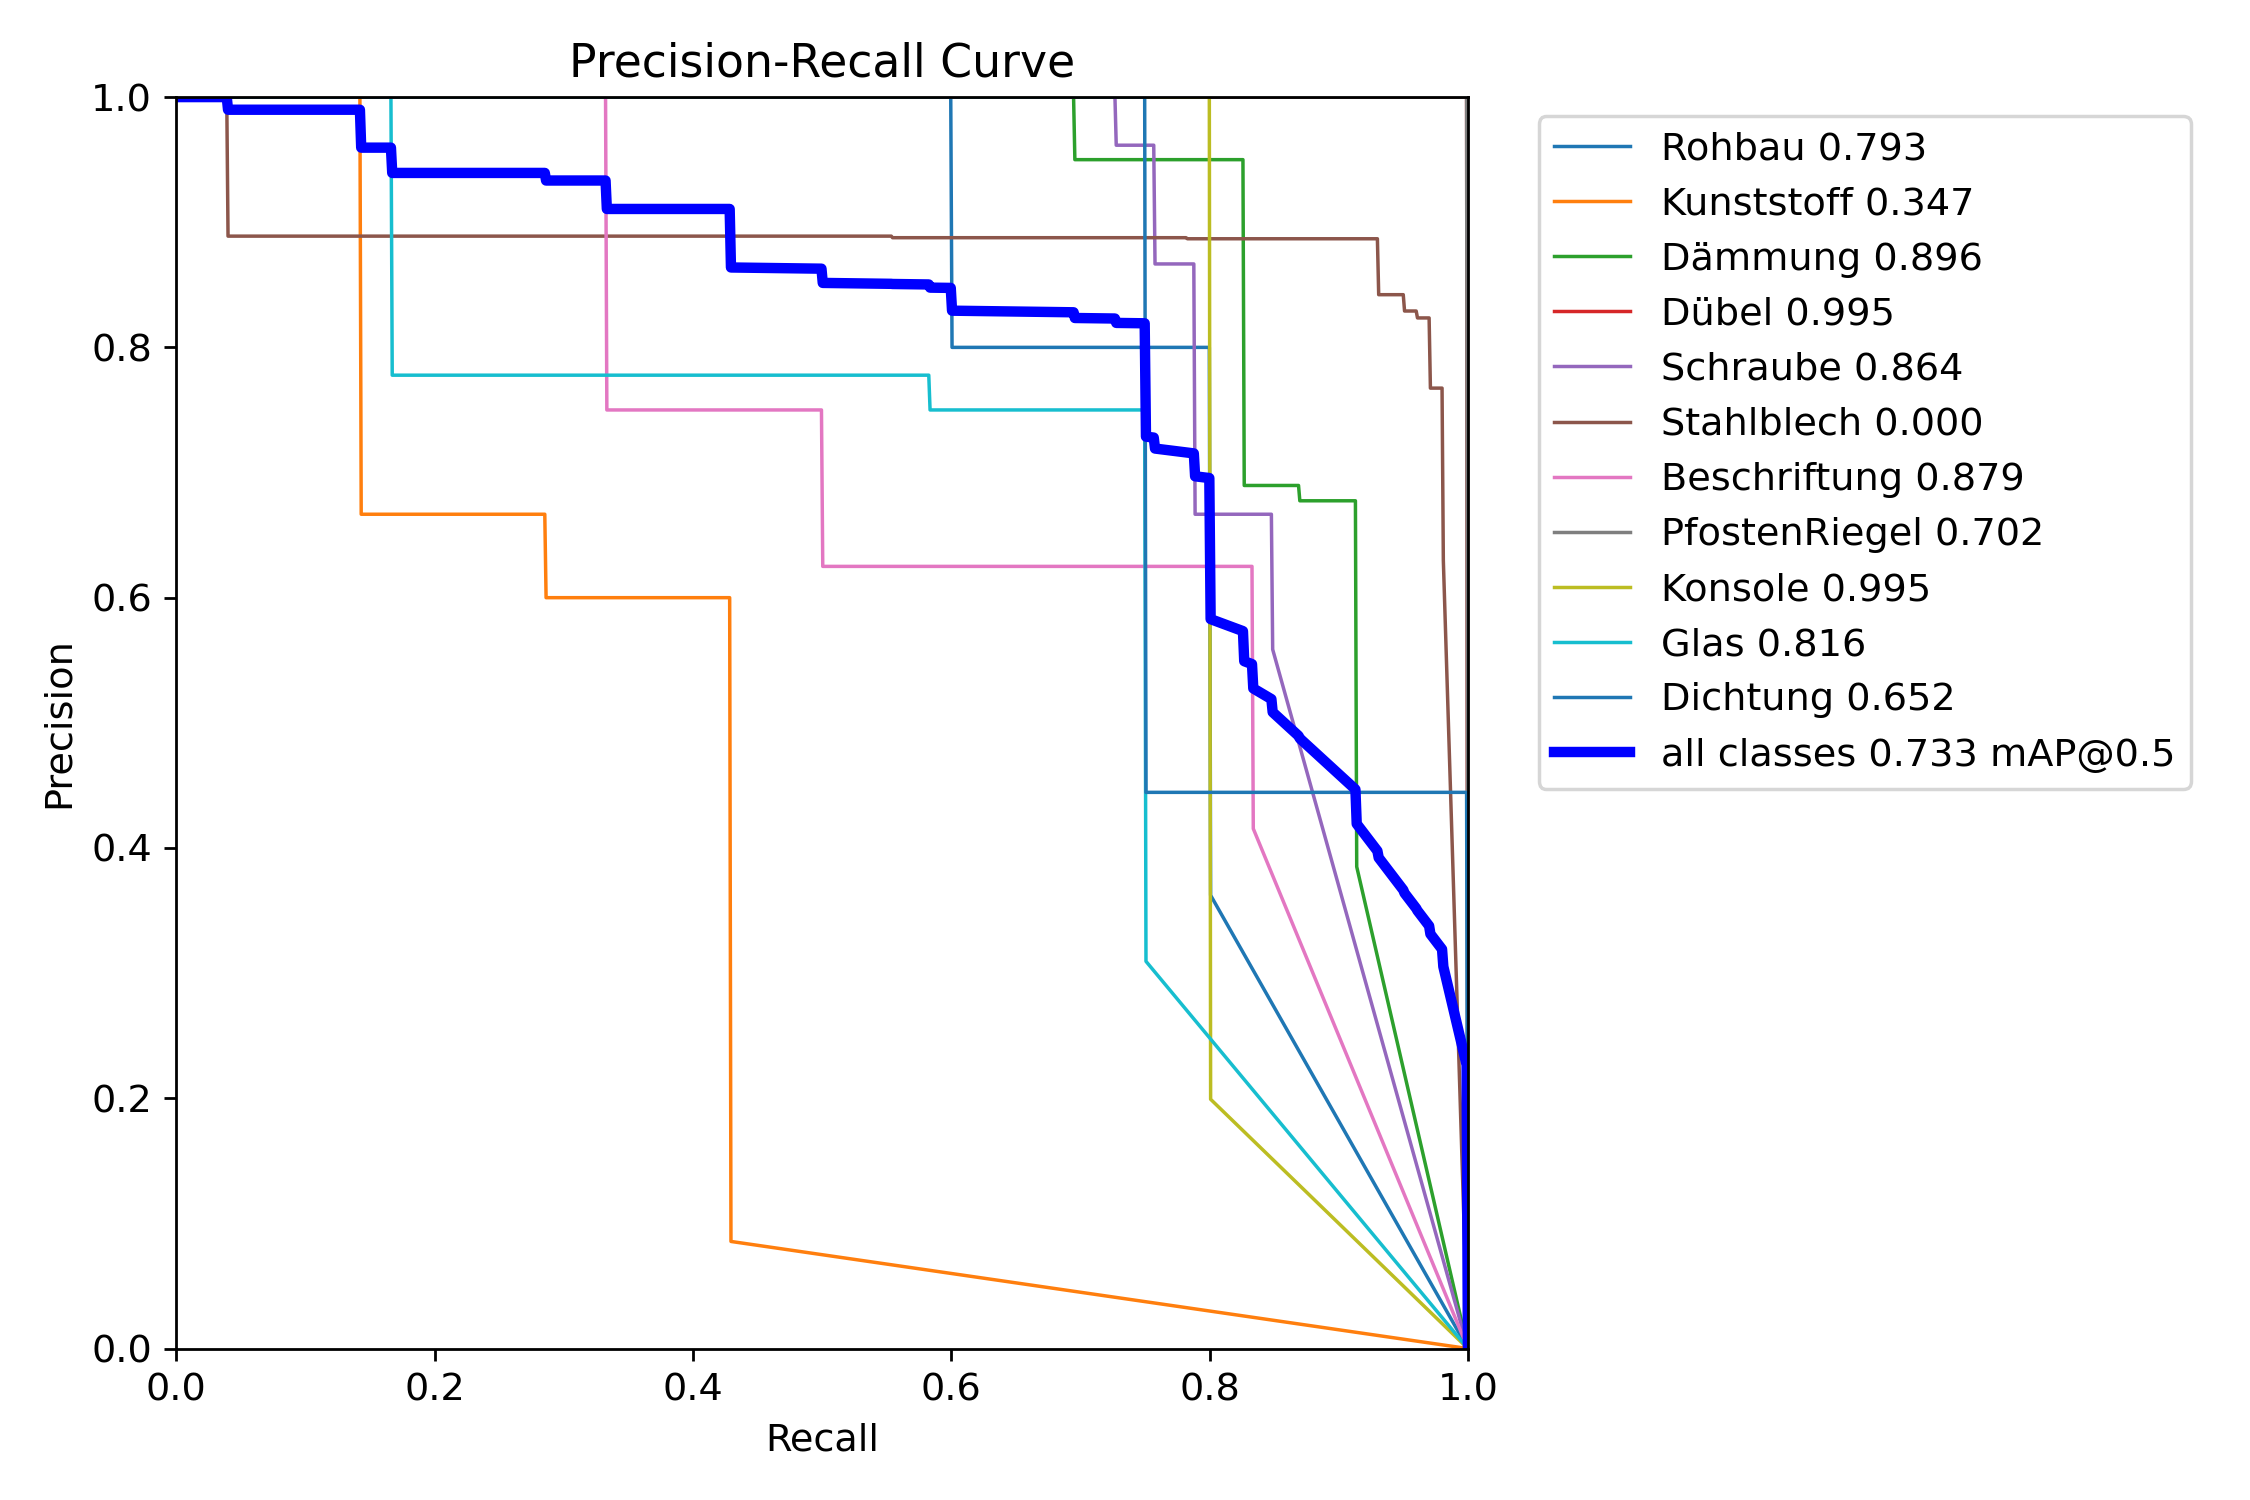 Precision-Recall Curve
1.0
0.8
0.6
0.4
0.2
0.0
Precision
0.0 0.2 0.4 0.6 0.8 1.0
Recall
Rohbau 0.793
Kunststoff 0.347
Dämmung 0.896
Dübel 0.995
Schraube 0.864
Stahlblech 0.000
Beschriftung 0.879
PfostenRiegel 0.702
Konsole 0.995
Glas 0.816
Dichtung 0.652
all classes 0.733 mAP@0.5